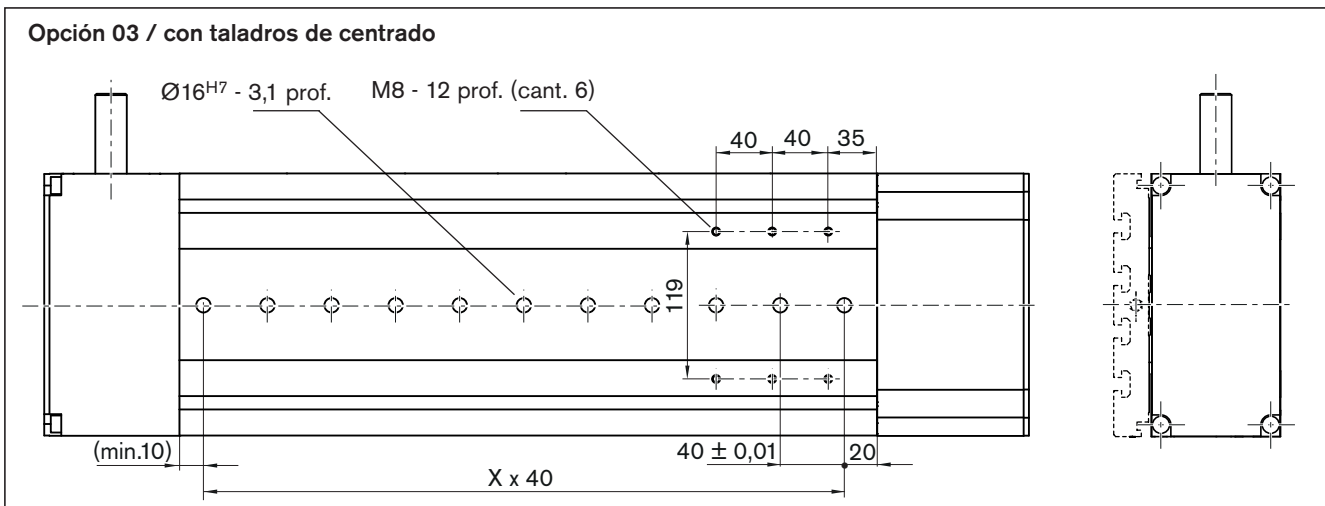 Opción 03 / con taladros de centrado
Ø16H7 - 3,1 prof.
M8 - 12 prof. (cant. 6)
40
40
35
119
(min.10)
40 ± 0,01
20
X x 40